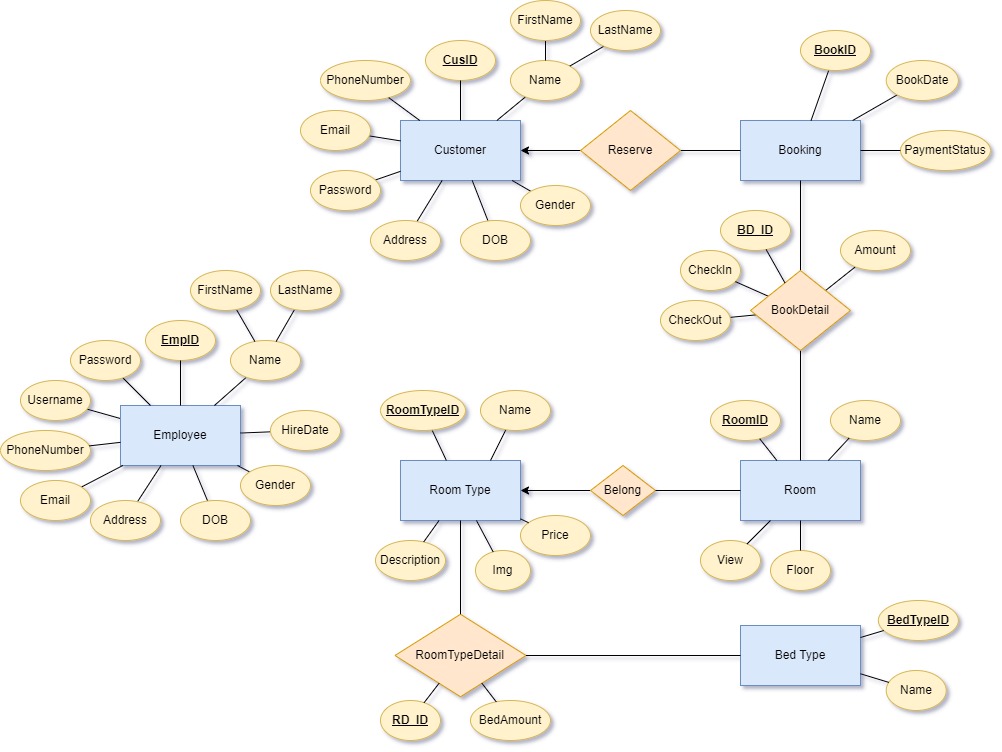 FirstName
LastName
CusID
Name
PhoneNumber
Email
Customer
Password
Address
DOB
Gender
Reserve
BookID
BookDate
Booking
PaymentStatus
BD_ID
Amount
CheckIn
CheckOut
BookDetail
FirstName
LastName
EmpID
Name
Password
Username
PhoneNumber
Employee
HireDate
Email
Address
DOB
Gender
RoomTypeID
Name
Room Type
Belong
Description
Img
Price
RoomID
Name
Room
View
Floor
RoomTypeDetail
RD_ID
BedAmount
Bed Type
BedTypeID
Name